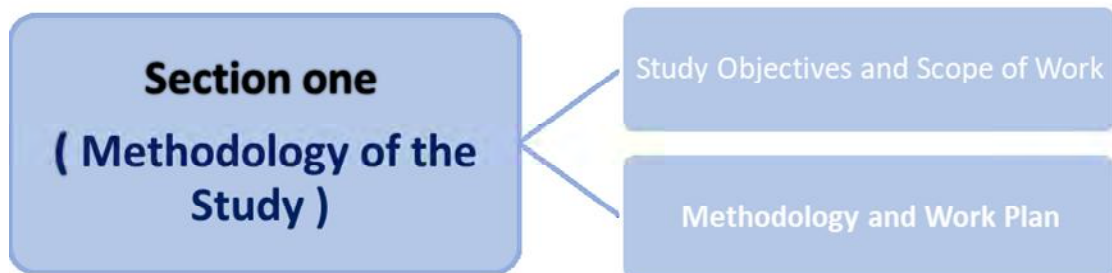 Section one
( Methodology of the
Study )
Study Objectives and Scope of Work
Methodology and Work Plan